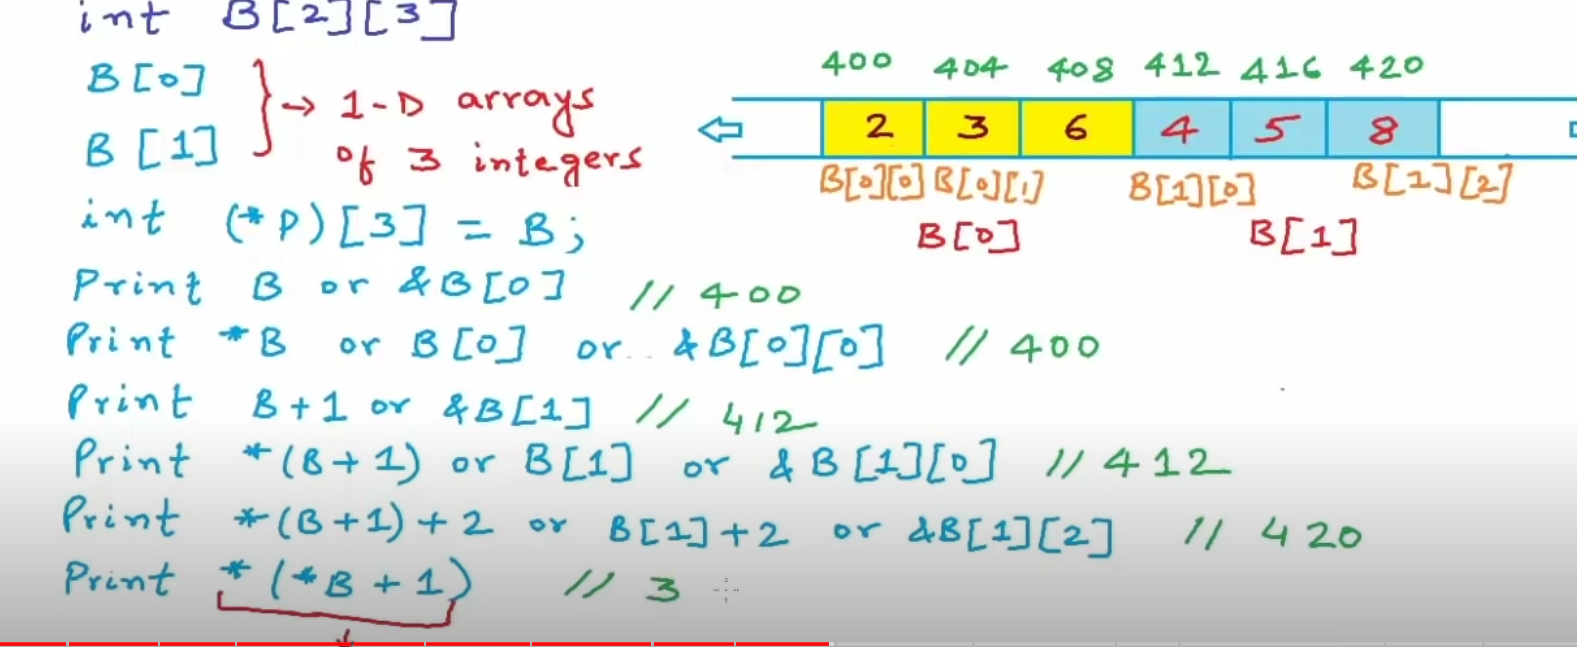 int B[2][3]
B[0]
B[1]
→ 1-D arrays
of 3 integers
int (*P)[3] = B;
Print B or &B[0] // 400
Print *B or B[0] or &B[0][0] // 400
Print B+1 or &B[1] // 412
Print *(B+1) or B[1] or &B[1][0] // 412
Print *(B+1)+2 or B[1]+2 or &B[1][2] // 420
Print *(*B+1) // 3
400 404 408 412 416 420
2 3 6 4 5 8
B[0][0] B[0][1] B[1][0] B[1][2]
B[0] B[1]